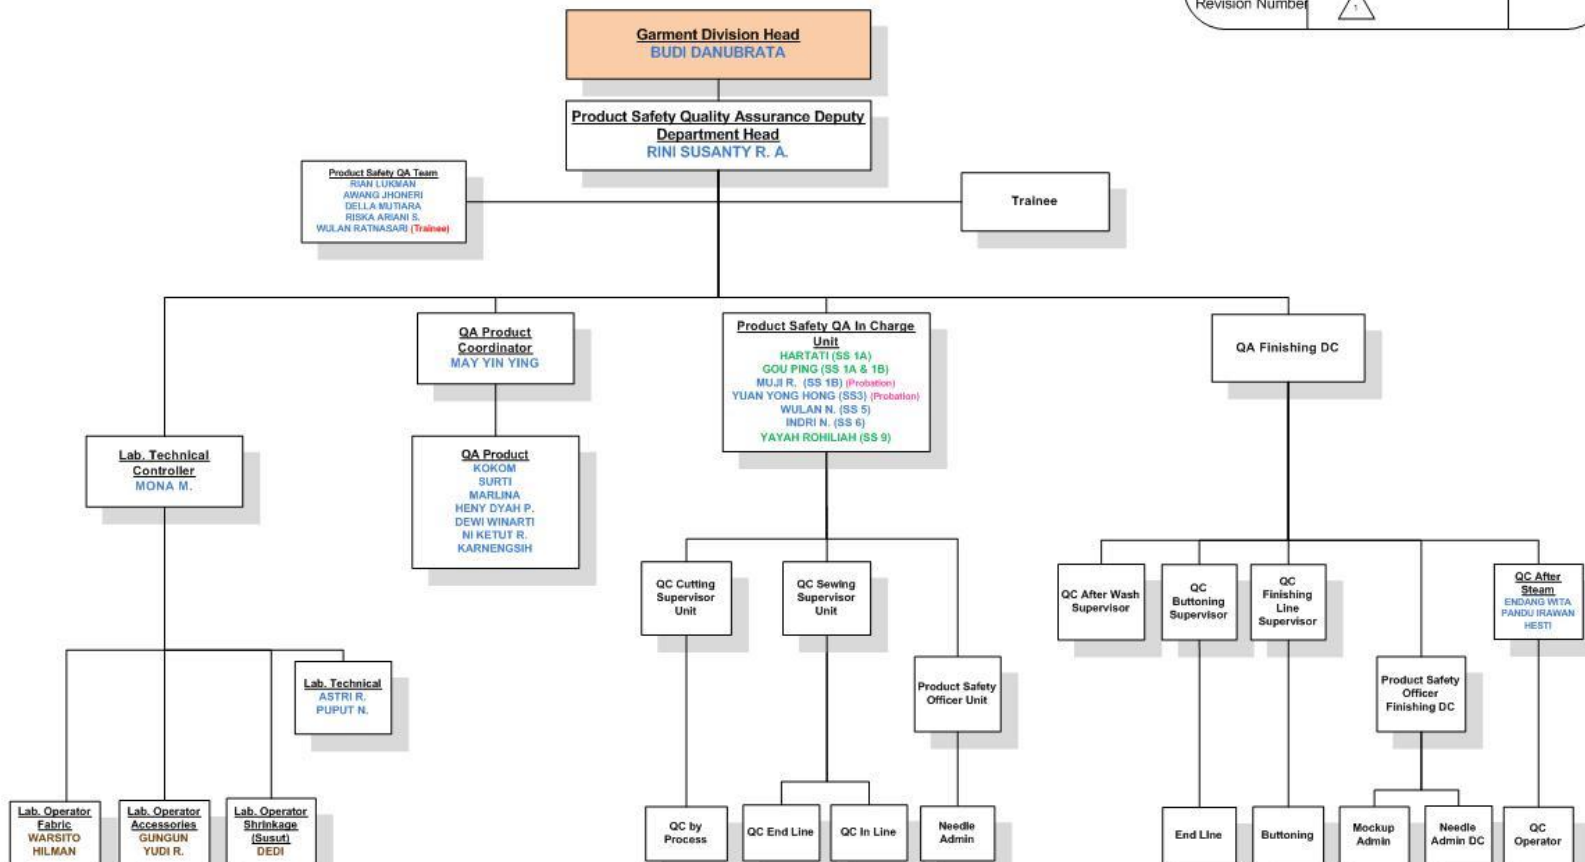 Revision Number
1
Garment Division Head
BUDI DANUBRATA
Product Safety Quality Assurance Deputy
Department Head
RINI SUSANTY R. A.
Product Safety QA Team
RIAN LUKMAN
AWANG JHONERI
DELLA MUTIARA
RISKA ARIANI S.
WULAN RATNASARI (Trainee)
Trainee
QA Product
Coordinator
MAY YIN YING
Product Safety QA In Charge
Unit
HARTATI (SS 1A)
GOU PING (SS 1A & 1B)
MUJI R. (SS 1B) (Probation)
YUAN YONG HONG (SS3) (Probation)
WULAN N. (SS 5)
INDRI N. (SS 6)
YAYAH ROHILIAH (SS 9)
QA Finishing DC
Lab. Technical
Controller
MONA M.
QA Product
KOKOM
SURTI
MARLINA
HENY DYAH P.
DEWI WINARTI
NI KETUT R.
KARNENGSIH
QC Cutting
Supervisor
Unit
QC Sewing
Supervisor
Unit
QC After Wash
Supervisor
QC
Buttoning
Supervisor
QC
Finishing
Line
Supervisor
QC After
Steam
ENDANG WITA
PANDU IRAWAN
HESTI
Lab. Technical
ASTRI R.
PUPUT N.
Product Safety
Officer Unit
Product Safety
Officer
Finishing DC
Lab. Operator
Fabric
WARSITO
HILMAN
Lab. Operator
Accessories
GUNGUN
YUDI R.
Lab. Operator
Shrinkage
(Susut)
DEDI
QC by
Process
QC End Line
QC In Line
Needle
Admin
End LIne
Buttoning
Mockup
Admin
Needle
Admin DC
QC
Operator